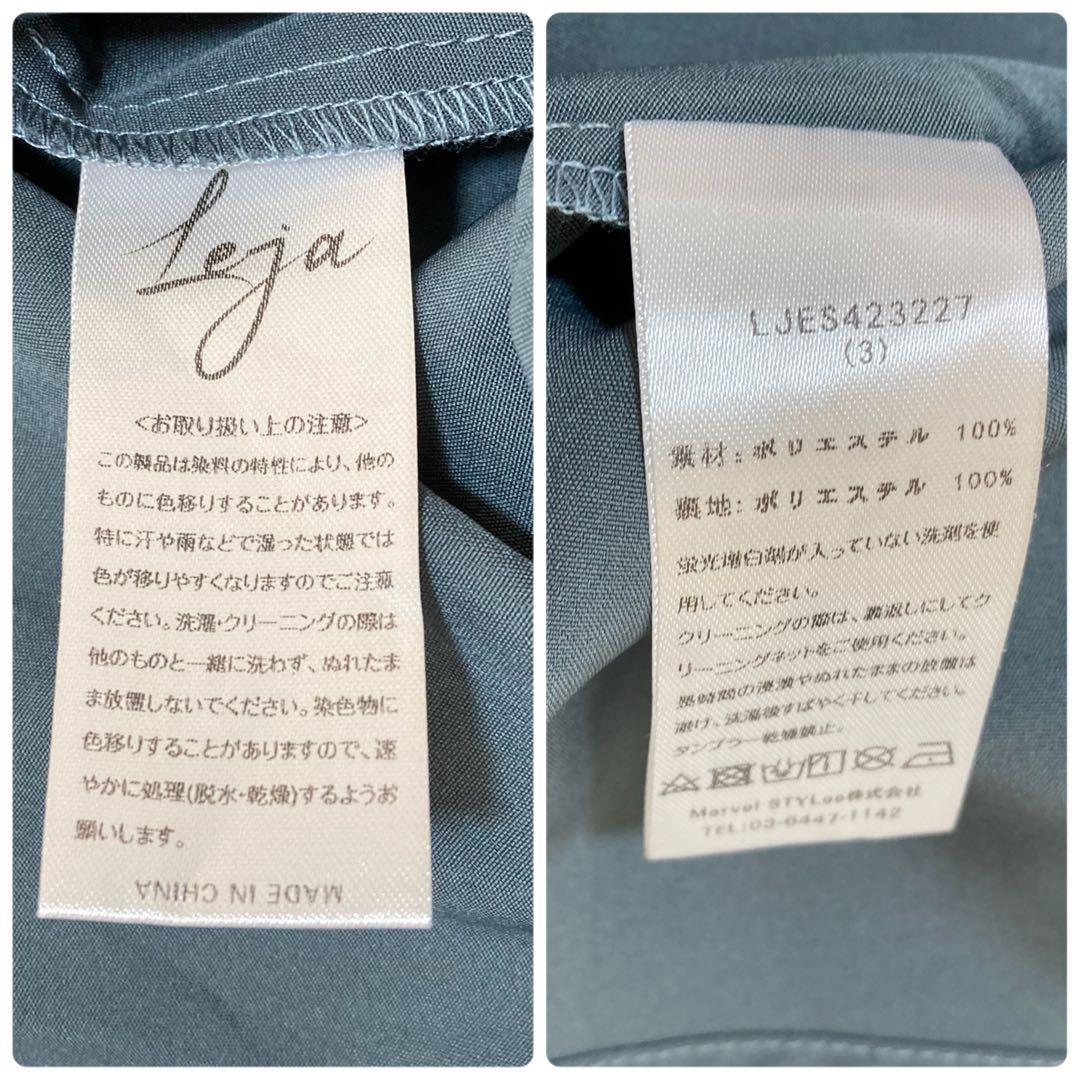 Leja
<お取り扱い上の注意>
この製品は染料の特性により、他の
ものに色移りすることがあります。
特に汗や雨などで湿った状態では
色が移りやすくなりますのでご注意
ください。洗濯・クリーニングの際は
他のものと一緒に洗わず、ぬれたま
ま放置しないでください。染色物に
色移りすることがありますので、速
やかに処理(脱水・乾燥)するようお
願いします。
MADE IN CHINA
LJES423227
(3)
素材:ポリエステル 100%
裏地:ポリエステル 100%
蛍光増白剤が入っていない洗剤を使
用してください。
クリーニングの際は、裏返しにしてク
リーニングネットをご使用ください。
長時間の浸漬やぬれたままの放置は
避け、洗濯後すばやく干してください。
タンブラー乾燥禁止。
Marvel STYLee株式会社
TEL:03-6447-1142